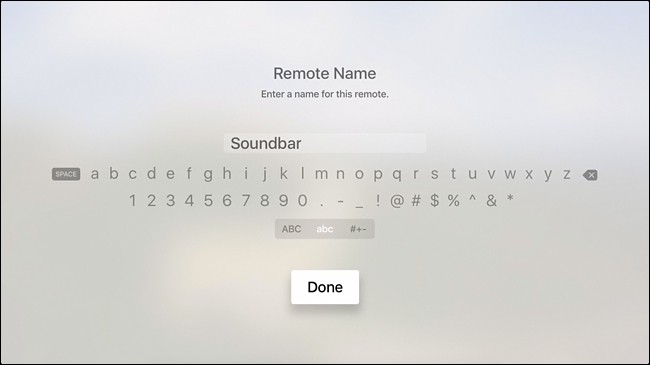 Remote Name
Enter a name for this remote.
Soundbar
SPACE a b c d e f g h i j k l m n o p q r s t u v w x y z
1 2 3 4 5 6 7 8 9 0 . - _ ! @ # $ % ^ & *
ABC abc #+-
Done